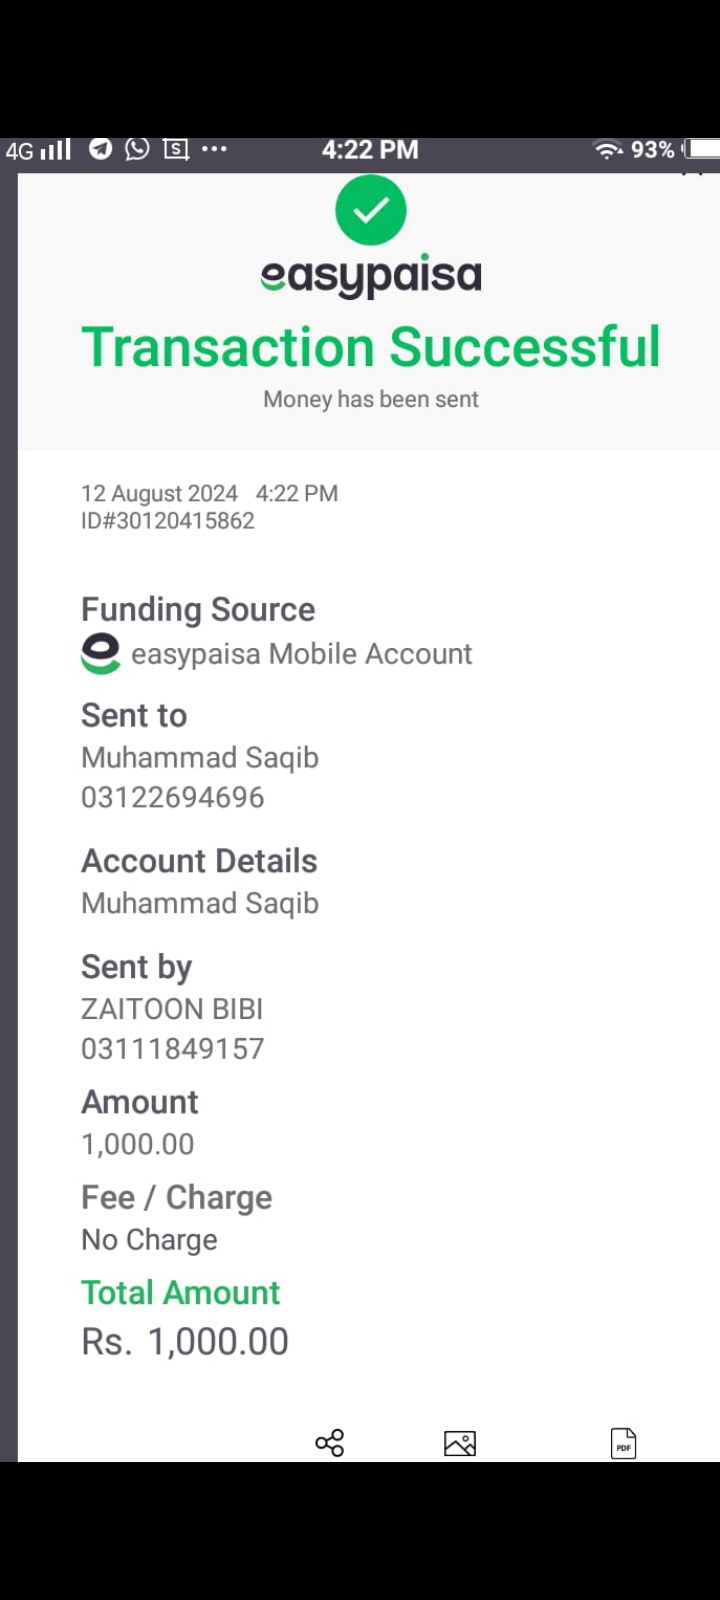 4G 4:22 PM 93%
easypaisa
Transaction Successful
Money has been sent
12 August 2024 4:22 PM
ID#30120415862
Funding Source
easypaisa Mobile Account
Sent to
Muhammad Saqib
03122694696
Account Details
Muhammad Saqib
Sent by
ZAITOON BIBI
03111849157
Amount
1,000.00
Fee / Charge
No Charge
Total Amount
Rs. 1,000.00
PDF